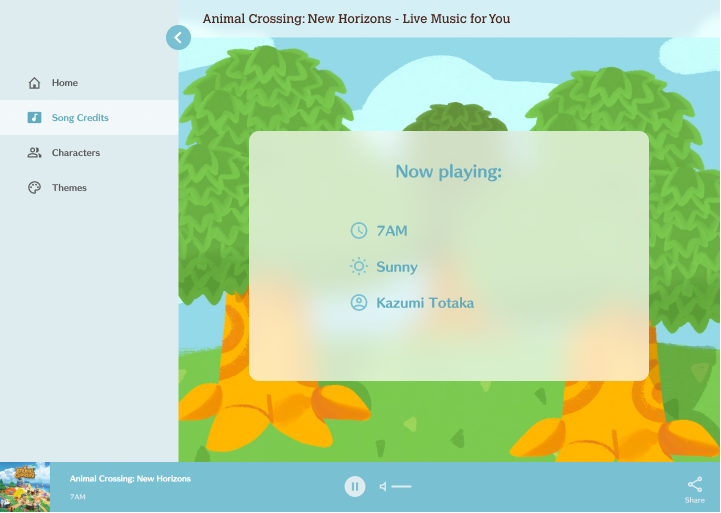 Animal Crossing: New Horizons - Live Music for You
Home
Song Credits
Characters
Themes
Now playing:
7AM
Sunny
Kazumi Totaka
Animal Crossing: New Horizons
7AM
Share